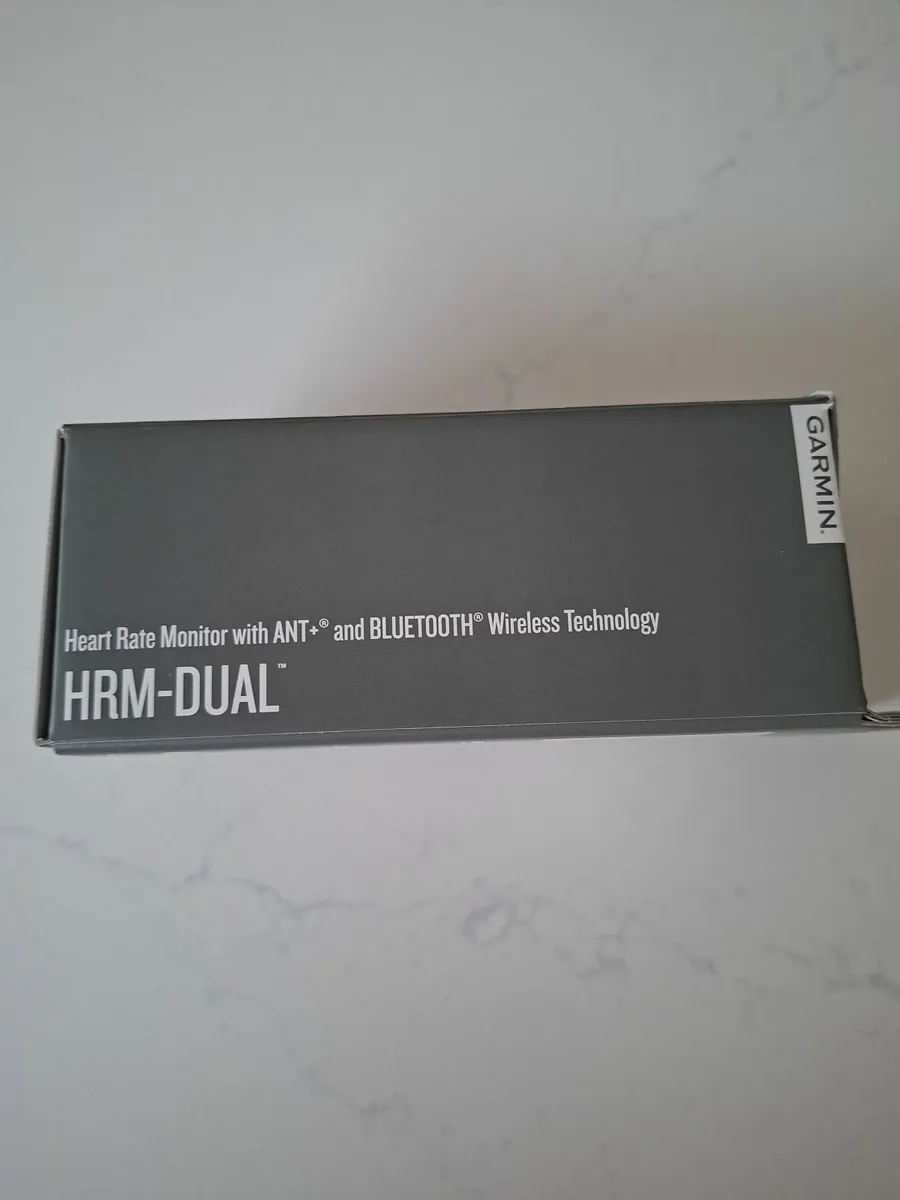 GARMIN.
Heart Rate Monitor with ANT+® and BLUETOOTH® Wireless Technology
HRM-DUAL™